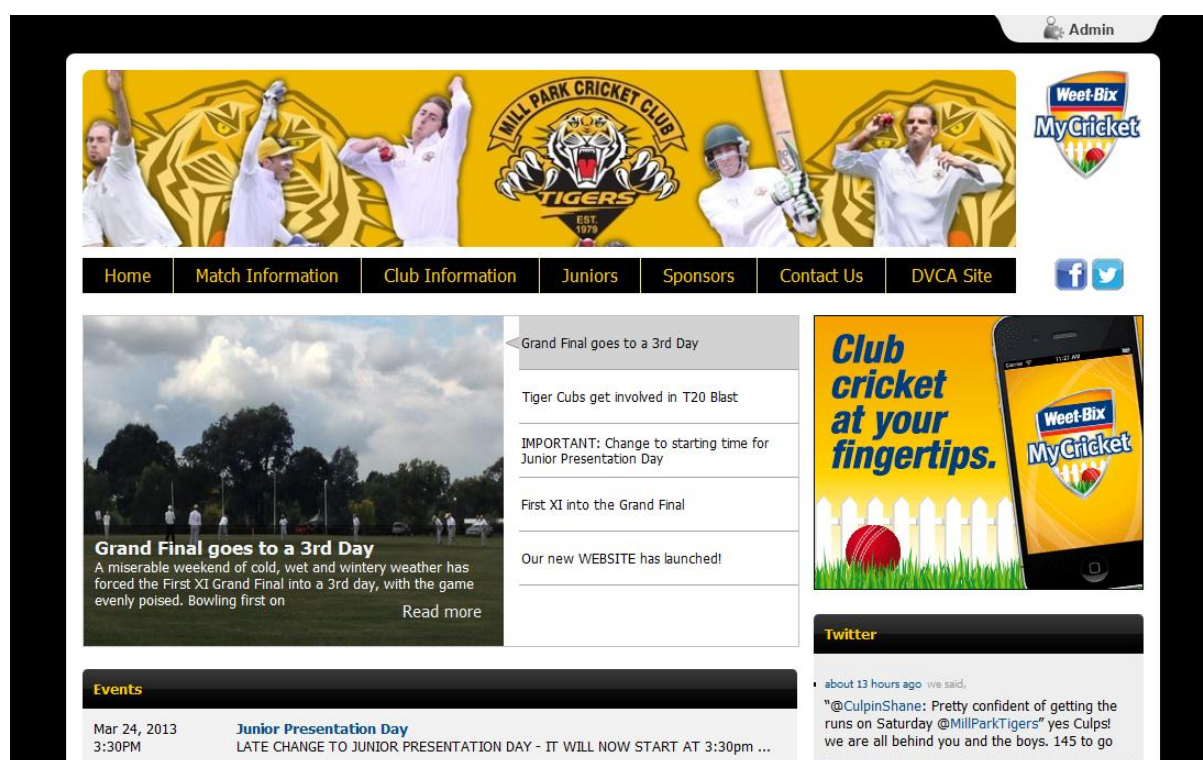 Admin
MILL PARK CRICKET CLUB
TIGERS
EST.
1979
Weet-Bix
MyCricket
Home
Match Information
Club Information
Juniors
Sponsors
Contact Us
DVCA Site
Grand Final goes to a 3rd Day
A miserable weekend of cold, wet and wintery weather has
forced the First XI Grand Final into a 3rd day, with the game
evenly poised. Bowling first on
Read more
Grand Final goes to a 3rd Day
Tiger Cubs get involved in T20 Blast
IMPORTANT: Change to starting time for
Junior Presentation Day
First XI into the Grand Final
Our new WEBSITE has launched!
Club
cricket
at your
fingertips.
11:21 AM
Weet-Bix
MyCricket
Events
Mar 24, 2013
3:30PM
Junior Presentation Day
LATE CHANGE TO JUNIOR PRESENTATION DAY - IT WILL NOW START AT 3:30pm ...
Twitter
about 13 hours ago we said,
"@CulpinShane: Pretty confident of getting the
runs on Saturday @MillParkTigers" yes Culps!
we are all behind you and the boys. 145 to go